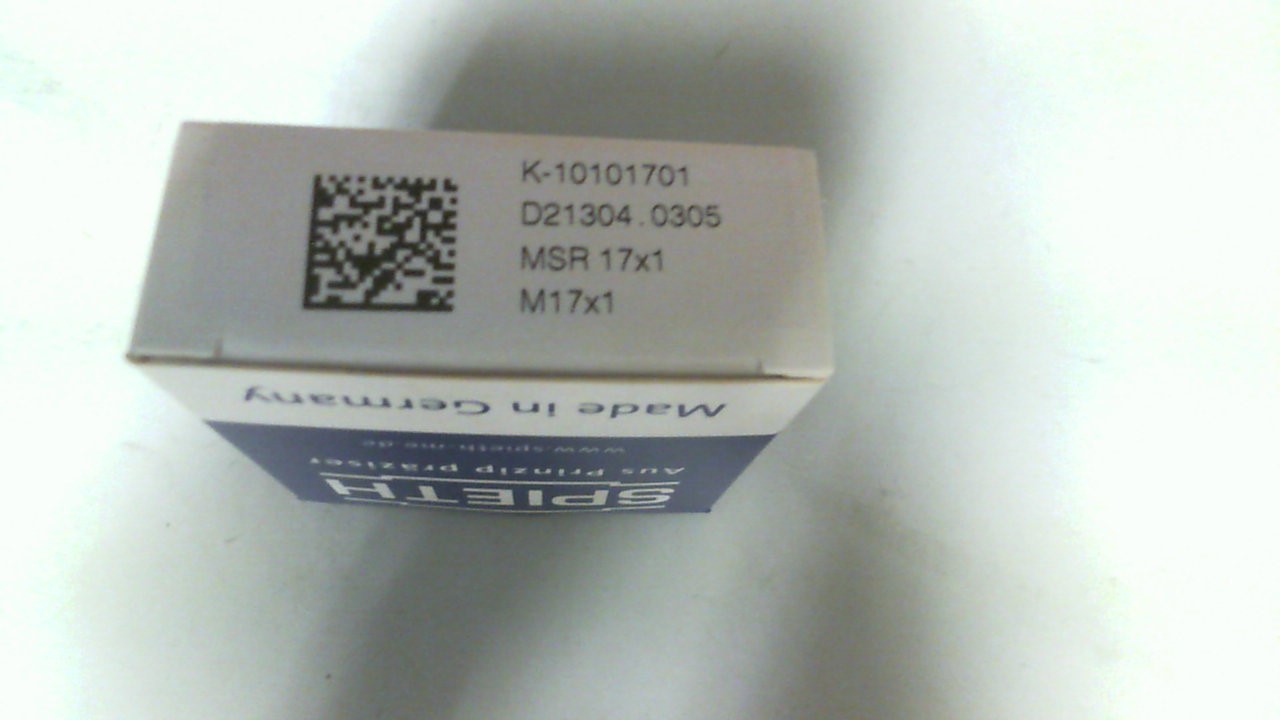 K-10101701
D21304.0305
MSR 17x1
M17x1
Made in Germany
www.spieth-me.de
Aus Prinzip präziser
SPIETH